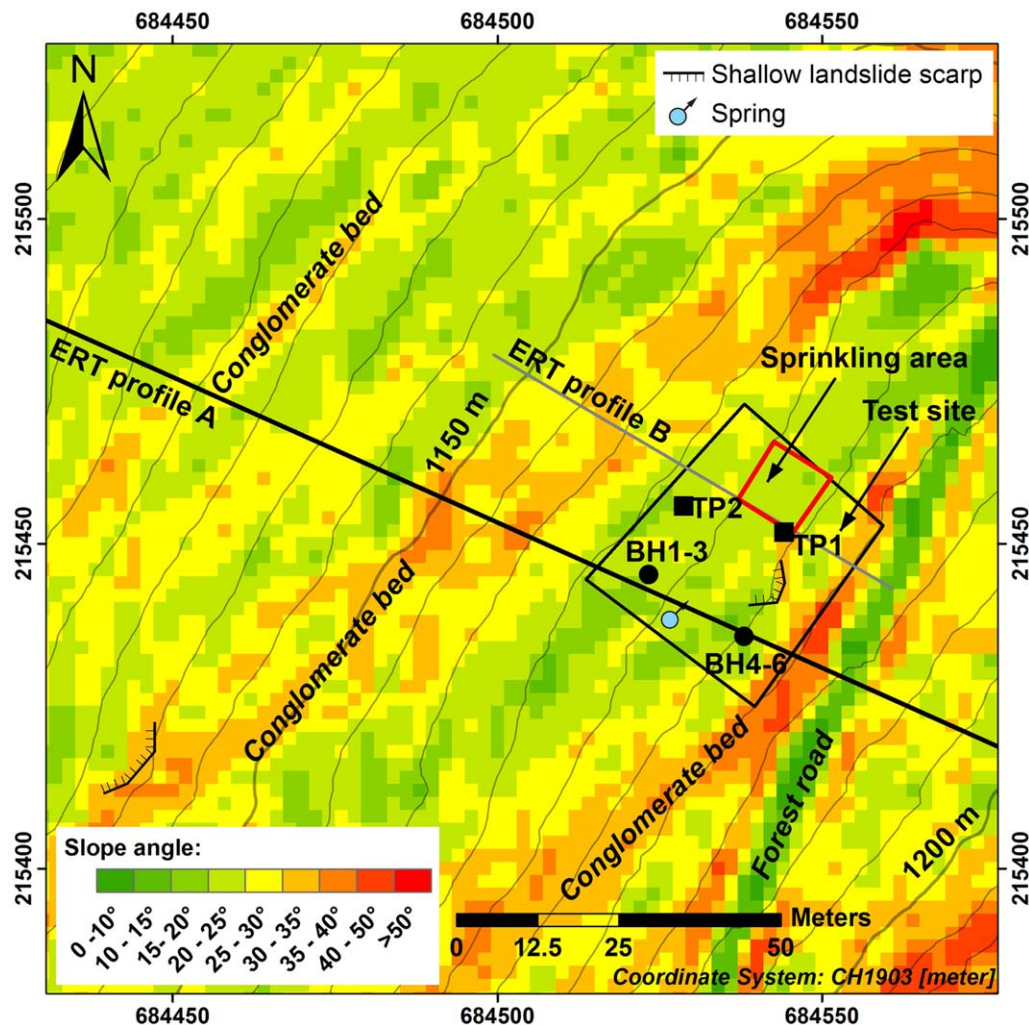 684450
684500
684550
N
Shallow landslide scarp
Spring
215500
215500
Conglomerate bed
ERT profile A
ERT profile B
Sprinkling area
Test site
1150 m
TP2
TP1
215450
215450
BH1-3
BH4-6
Conglomerate bed
Conglomerate bed
Forest road
1200 m
215400
215400
Slope angle:
0 -10°
10 - 15°
15 - 20°
20 - 25°
25 - 30°
30 - 35°
35 - 40°
40 - 50°
>50°
Meters
0 12.5 25 50
Coordinate System: CH1903 [meter]
684450
684500
684550